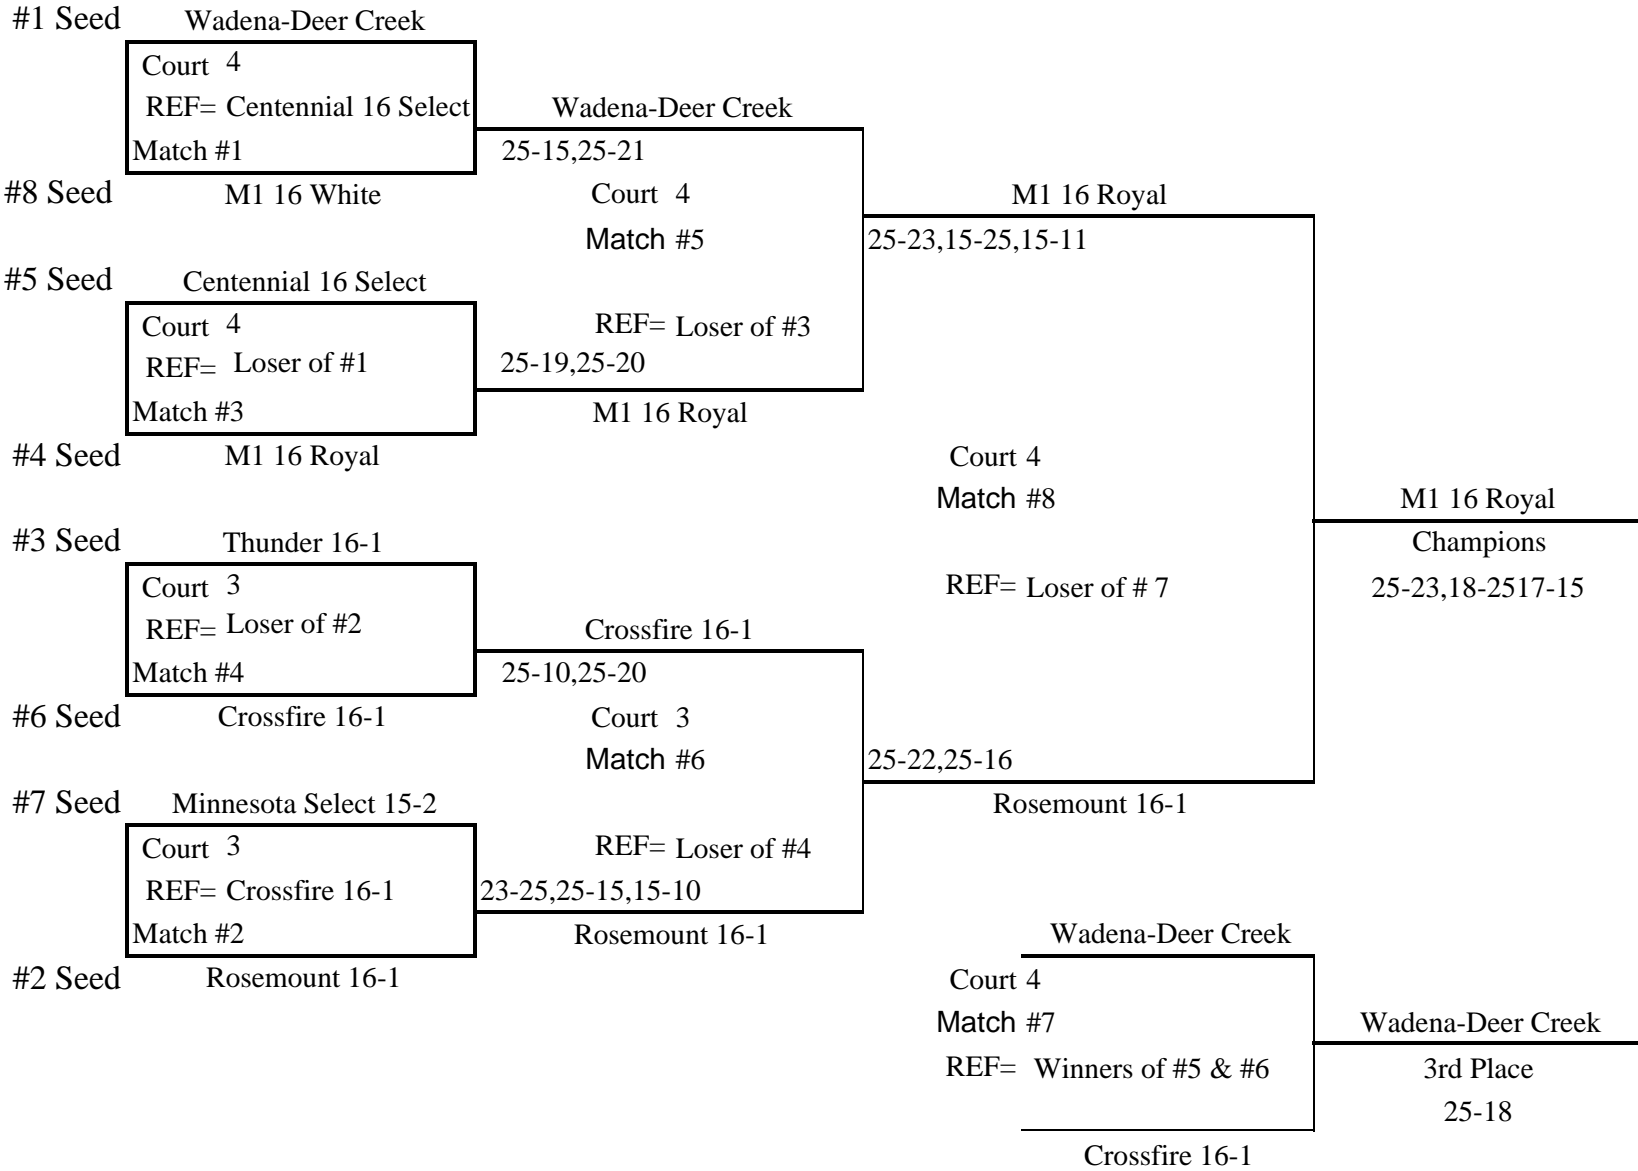 #1 Seed Wadena-Deer Creek
Court 4
REF= Centennial 16 Select Wadena-Deer Creek
Match #1 25-15,25-21
#8 Seed M1 16 White Court 4 M1 16 Royal
Match #5 25-23,15-25,15-11
#5 Seed Centennial 16 Select
Court 4 REF= Loser of #3
REF= Loser of #1 25-19,25-20
Match #3 M1 16 Royal
#4 Seed M1 16 Royal Court 4
Match #8 M1 16 Royal
#3 Seed Thunder 16-1 Champions
Court 3 REF= Loser of # 7 25-23,18-2517-15
REF= Loser of #2 Crossfire 16-1
Match #4 25-10,25-20
#6 Seed Crossfire 16-1 Court 3
Match #6 25-22,25-16
#7 Seed Minnesota Select 15-2 Rosemount 16-1
Court 3 REF= Loser of #4
REF= Crossfire 16-1 23-25,25-15,15-10
Match #2 Rosemount 16-1 Wadena-Deer Creek
#2 Seed Rosemount 16-1 Court 4
Match #7 Wadena-Deer Creek
REF= Winners of #5 & #6 3rd Place
25-18
Crossfire 16-1